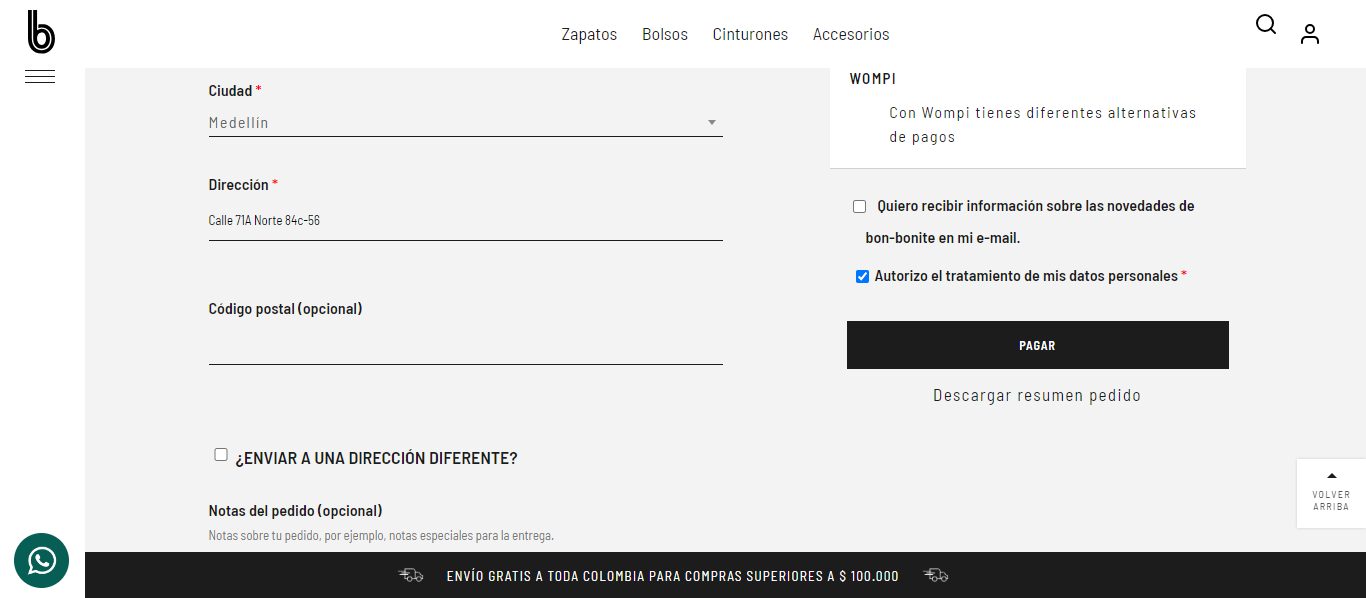 b
Zapatos Bolsos Cinturones Accesorios
Ciudad *
Medellín
Dirección *
Calle 71A Norte 84c-56
Código postal (opcional)
¿ENVIAR A UNA DIRECCIÓN DIFERENTE?
Notas del pedido (opcional)
Notas sobre tu pedido, por ejemplo, notas especiales para la entrega.
WOMPI
Con Wompi tienes diferentes alternativas
de pagos
Quiero recibir información sobre las novedades de
bon-bonite en mi e-mail.
Autorizo el tratamiento de mis datos personales *
PAGAR
Descargar resumen pedido
VOLVER
ARRIBA
ENVÍO GRATIS A TODA COLOMBIA PARA COMPRAS SUPERIORES A $ 100.000